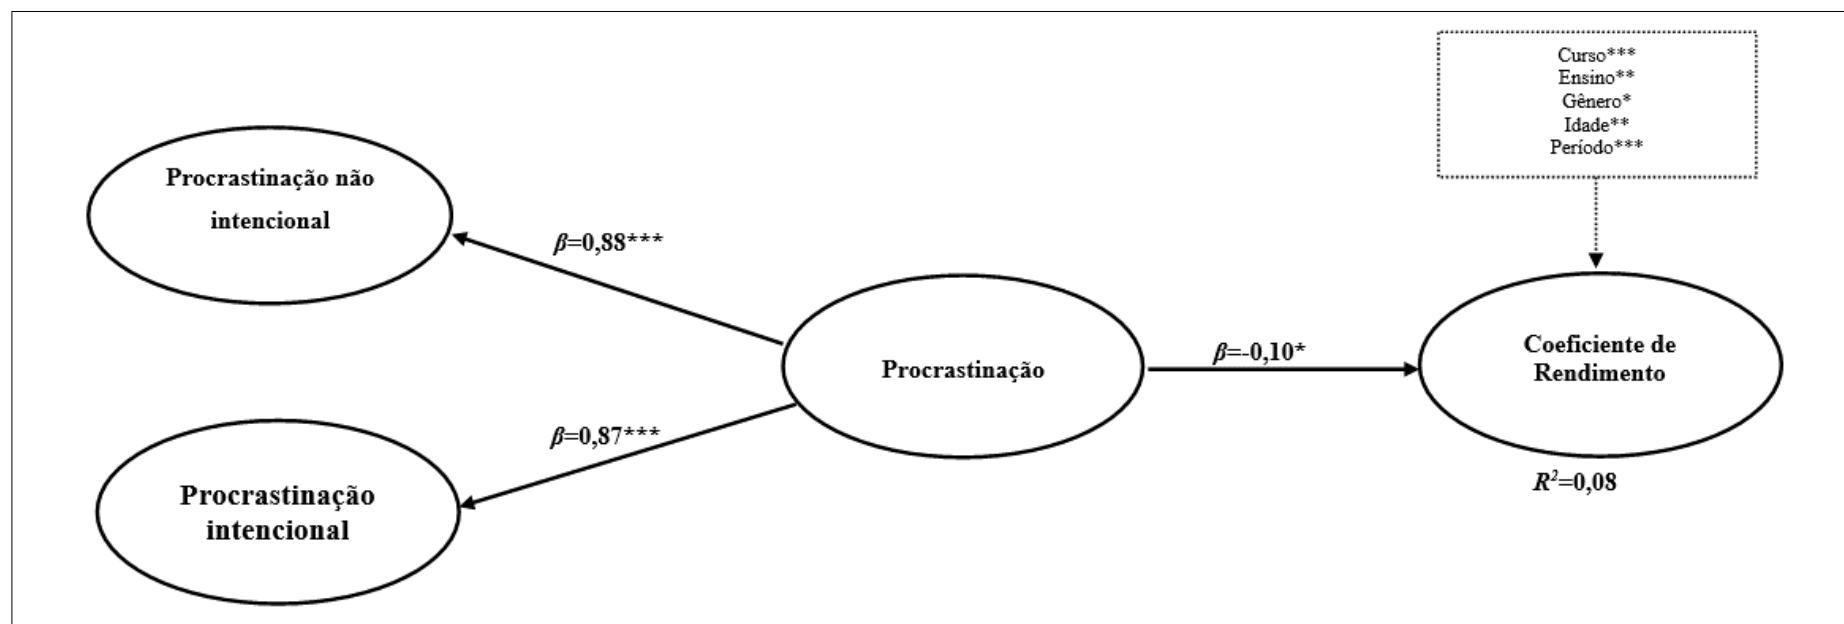 Curso***
Ensino**
Gênero*
Idade**
Período***
Procrastinação não
intencional
β=0,88***
Procrastinação
β=-0,10*
Coeficiente de
Rendimento
β=0,87***
Procrastinação
intencional
R²=0,08